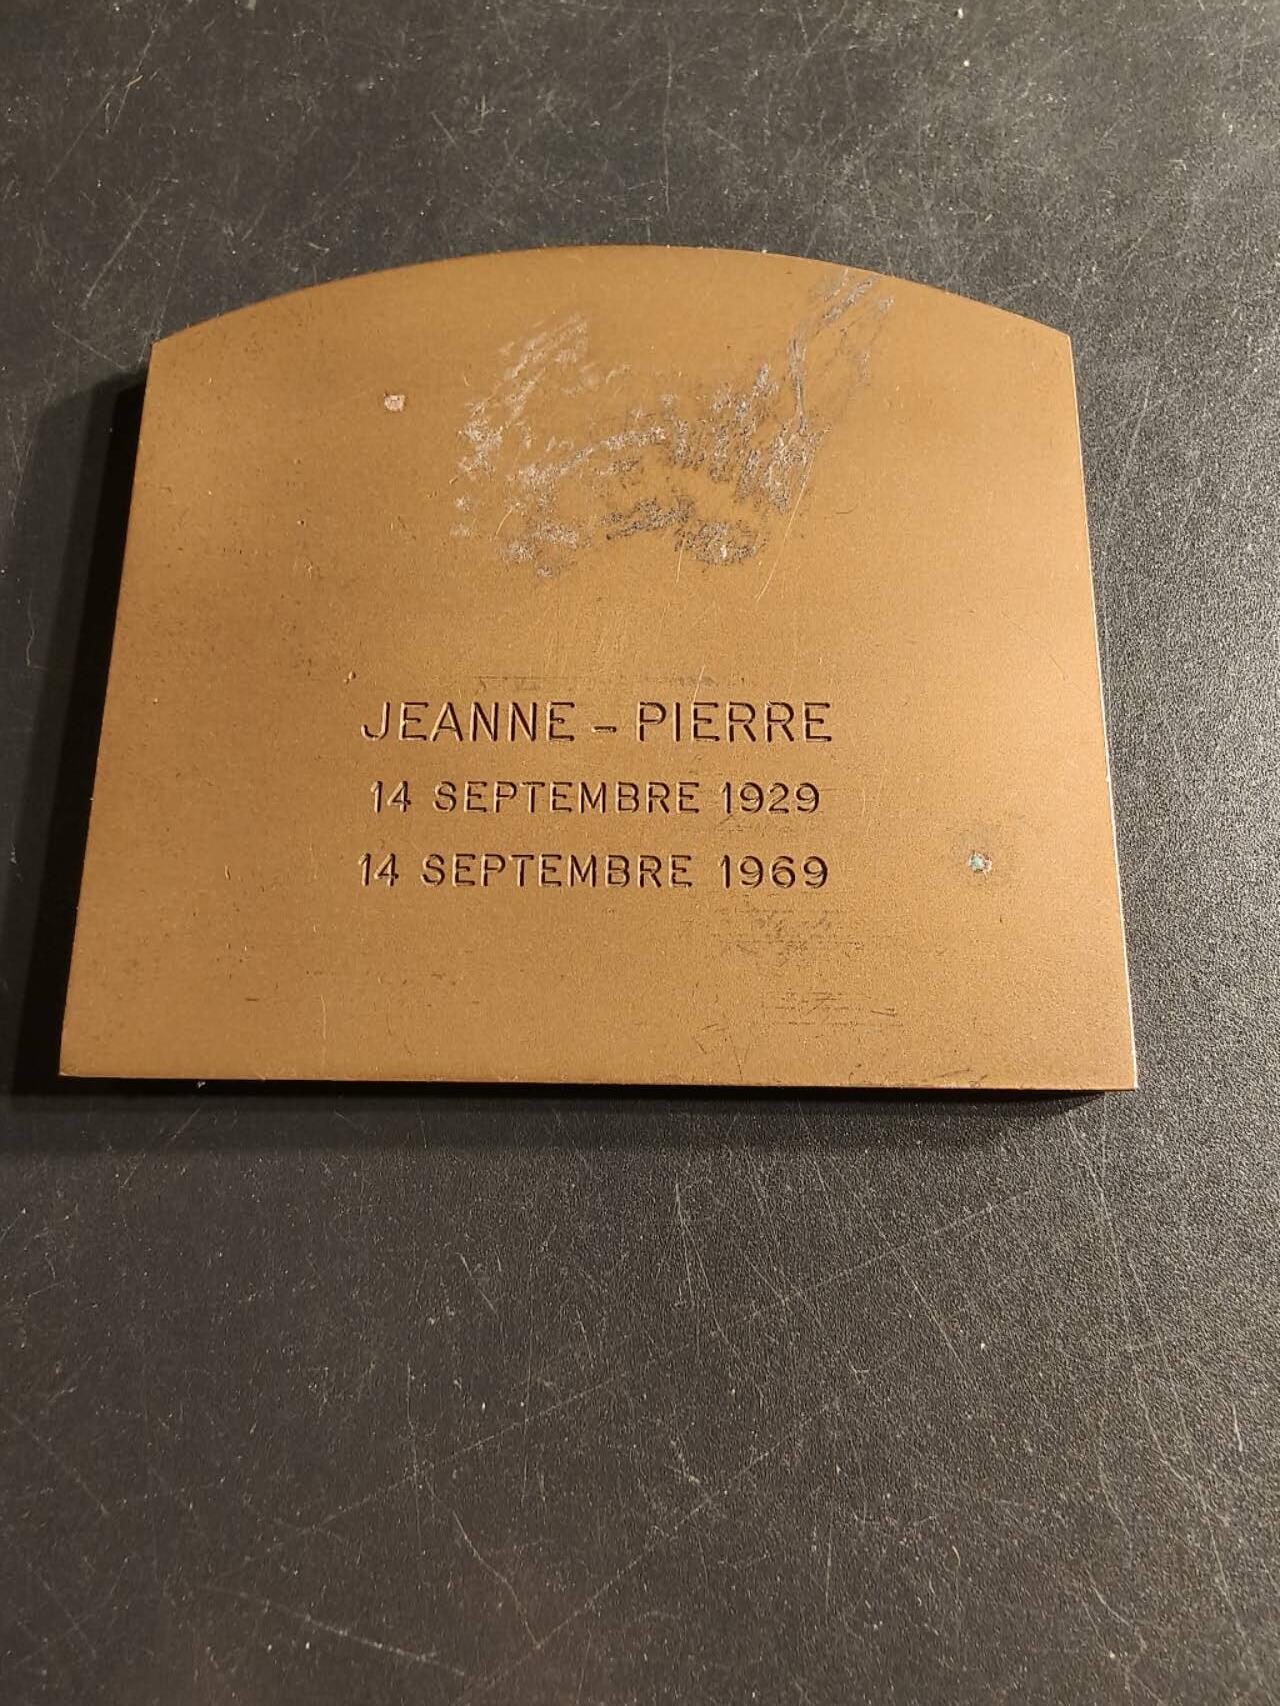 JEANNE - PIERRE
14 SEPTEMBRE 1929
14 SEPTEMBRE 1969